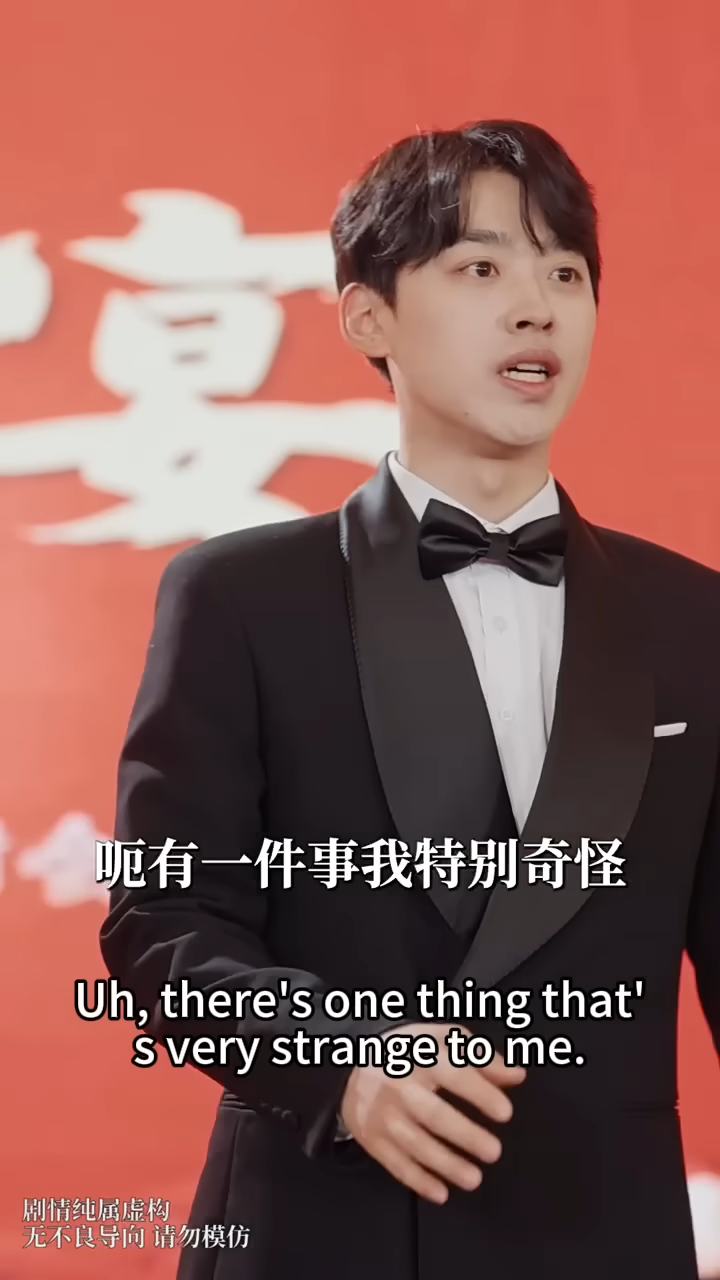 宴
呃有一件事我特别奇怪
Uh, there's one thing that'
s very strange to me.
剧情纯属虚构
无不良导向 请勿模仿